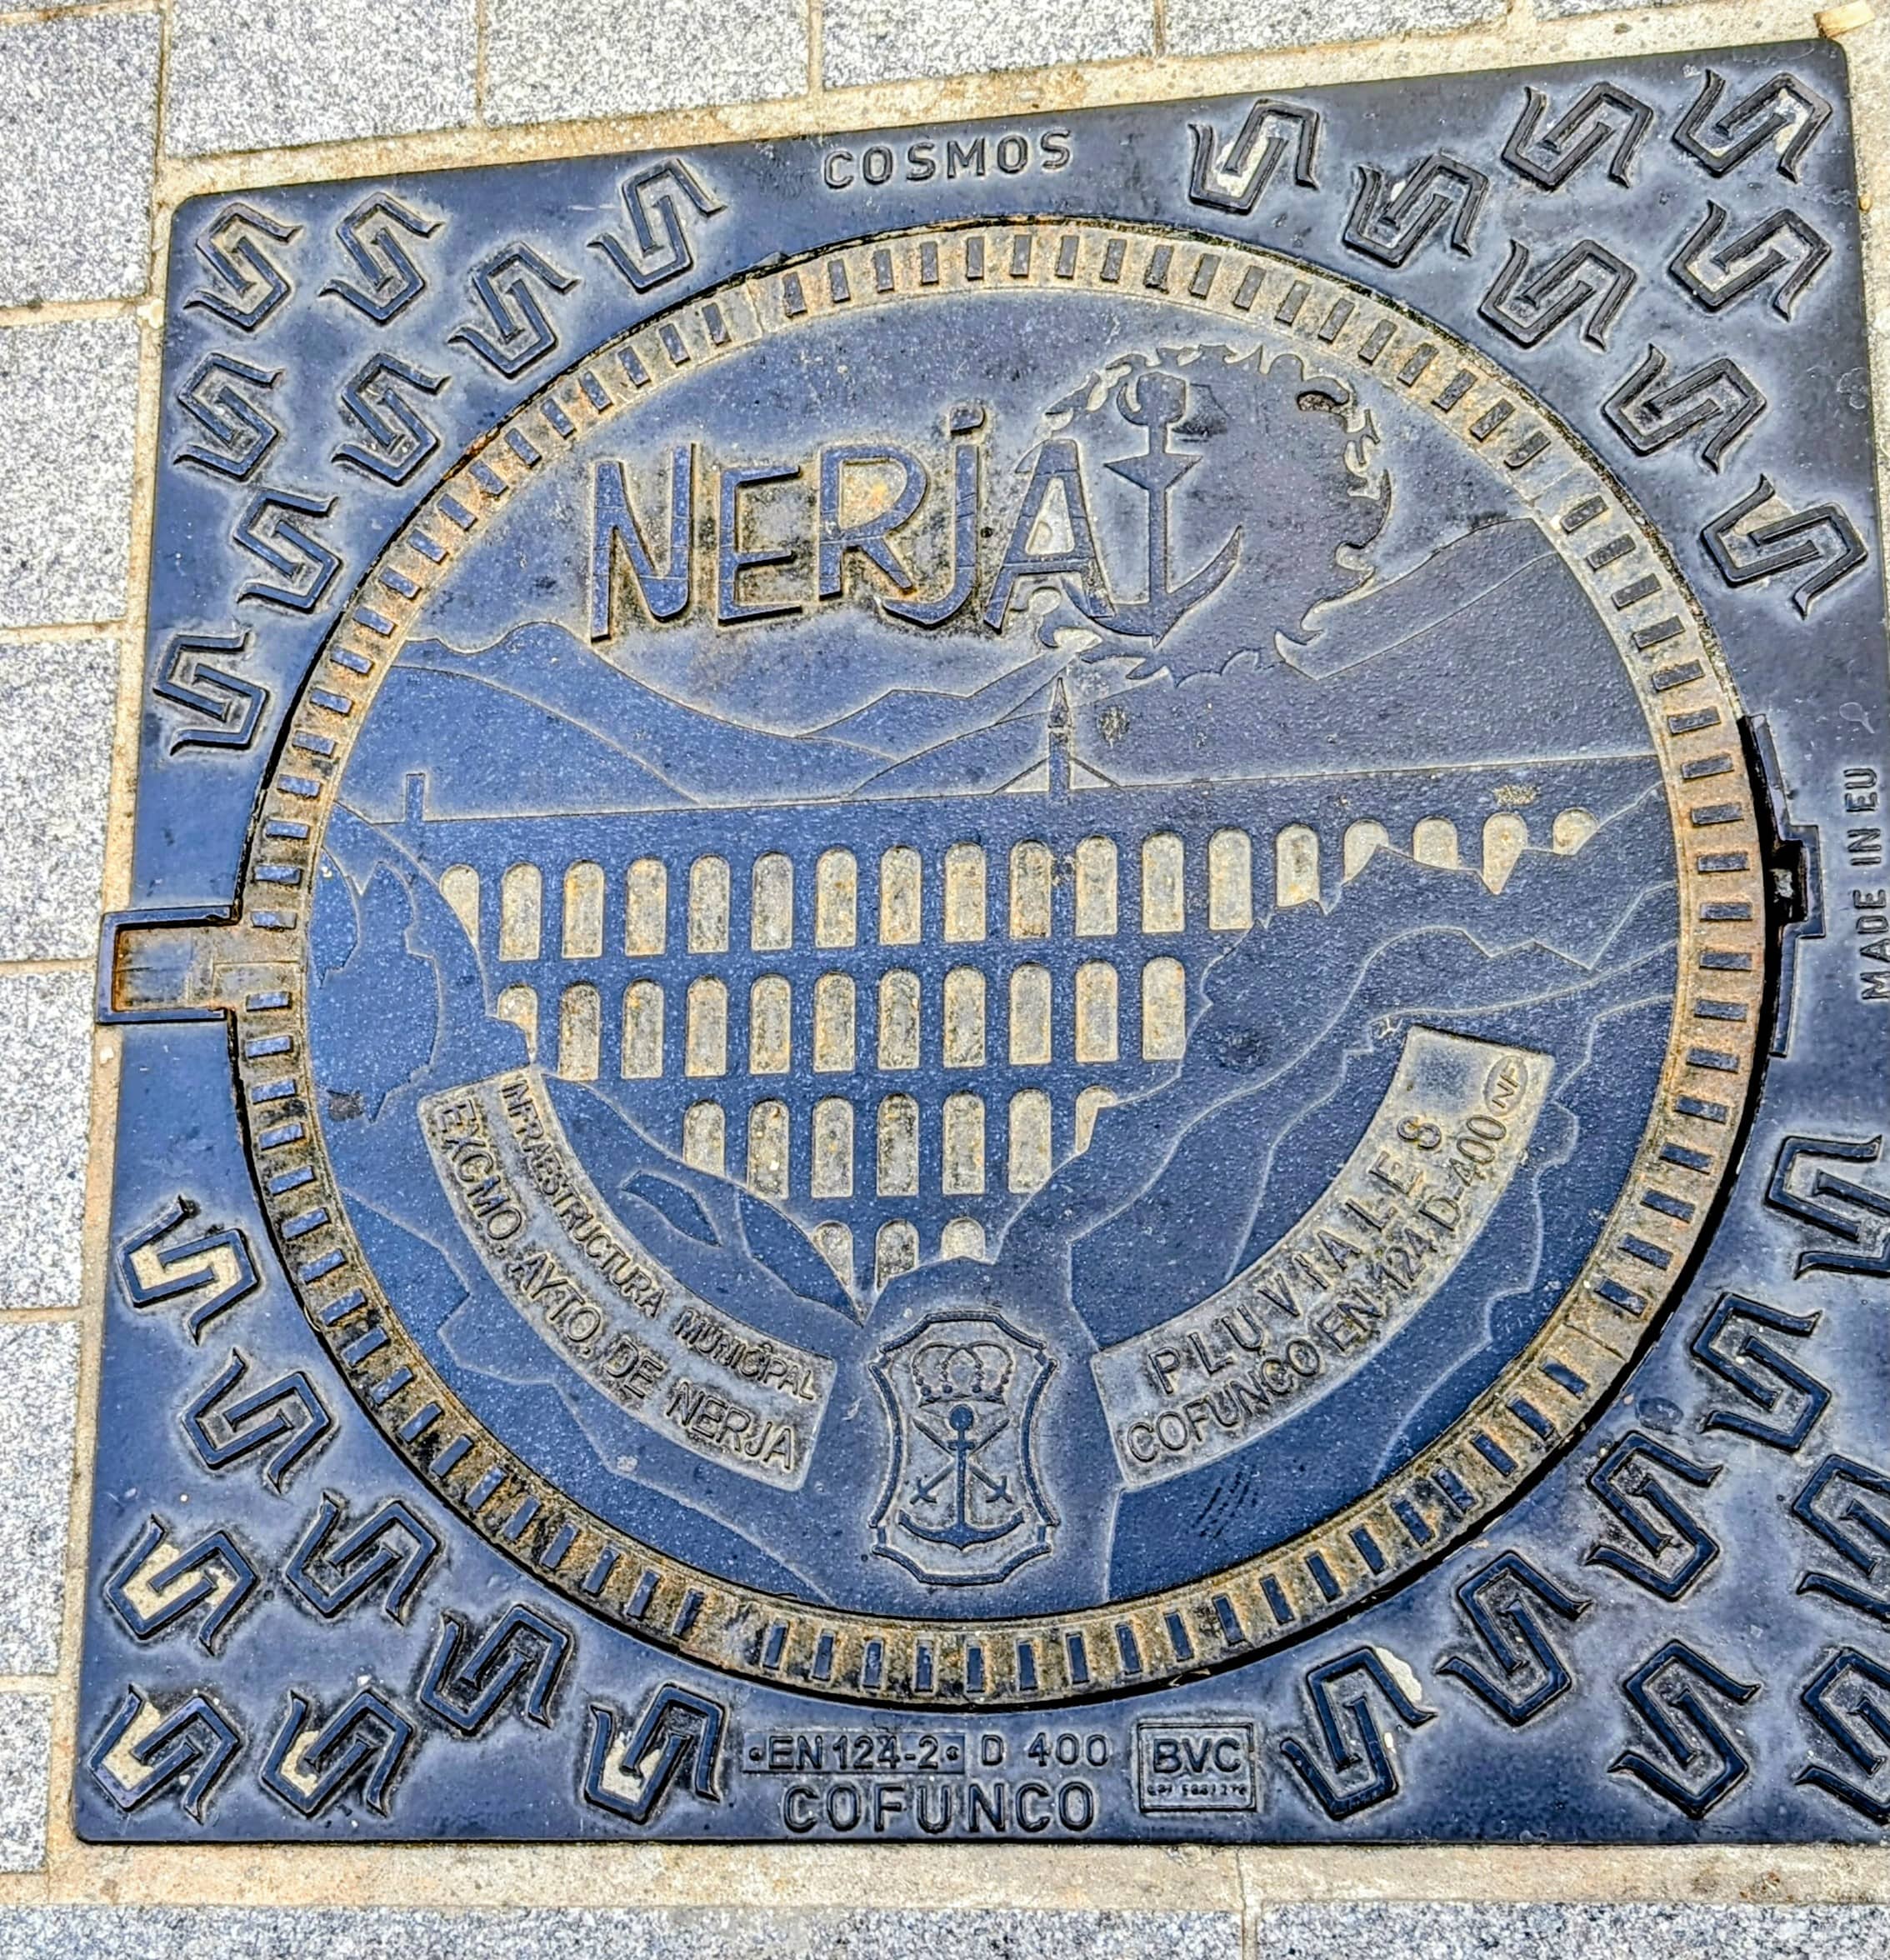 COSMOS
NERJA
MADE IN EU
INFRAESTRUCTURA MUNICIPAL
EXCMO. AYTO. DE NERJA
PLUVIALES
COFUNCO EN-124 D-400 NF
EN 124-2 D 400
BVC
COFUNCO